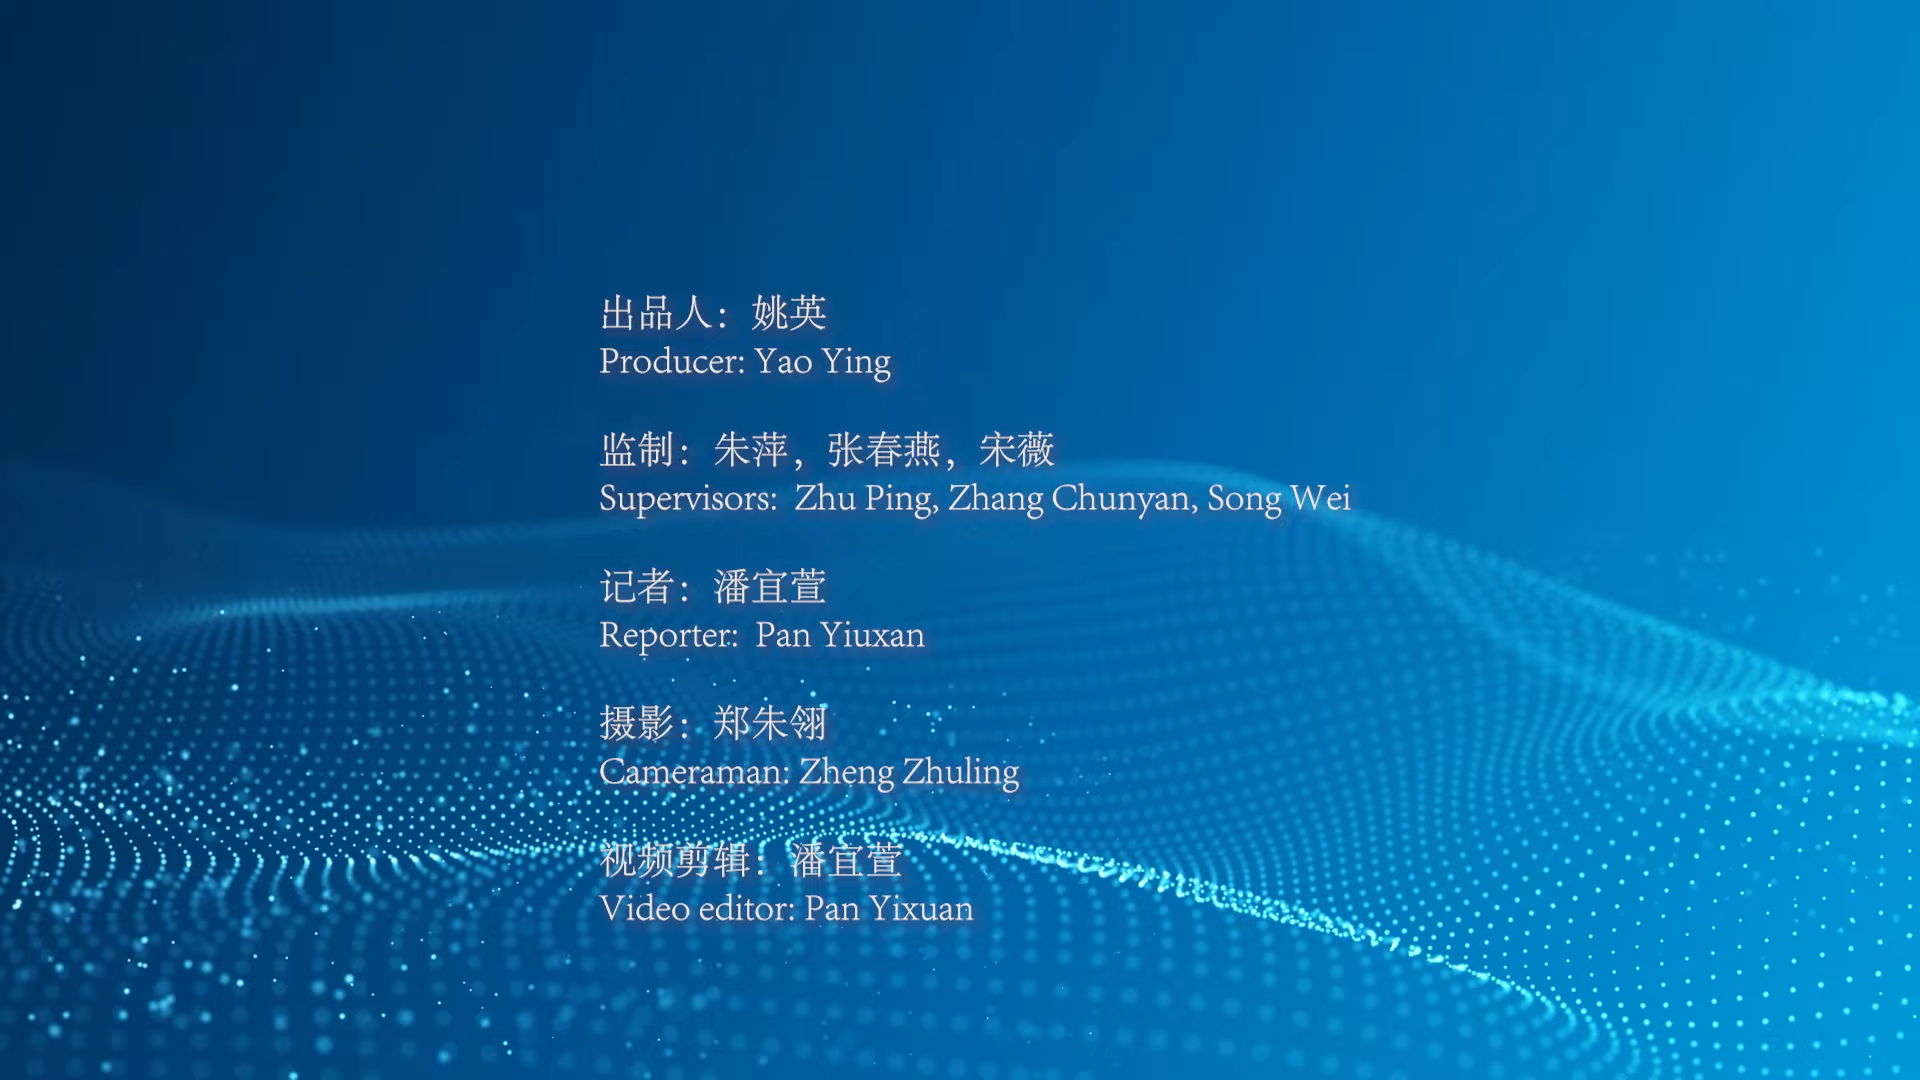 出品人：姚英
Producer: Yao Ying
监制：朱萍，张春燕，宋薇
Supervisors:  Zhu Ping, Zhang Chunyan, Song Wei
记者：潘宜萱
Reporter:  Pan Yiuxan
摄影：郑朱翎
Cameraman: Zheng Zhuling
视频剪辑：潘宜萱
Video editor: Pan Yixuan